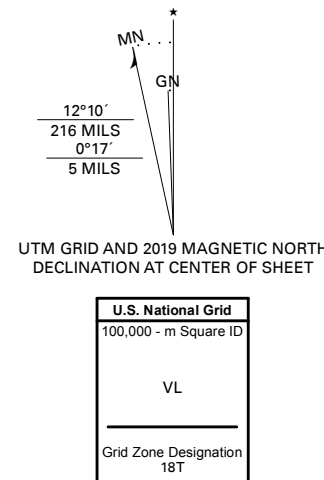 ★
MN
GN
12°10´
216 MILS
0°17´
5 MILS
UTM GRID AND 2019 MAGNETIC NORTH
DECLINATION AT CENTER OF SHEET
U.S. National Grid
100,000 - m Square ID
VL
Grid Zone Designation
18T